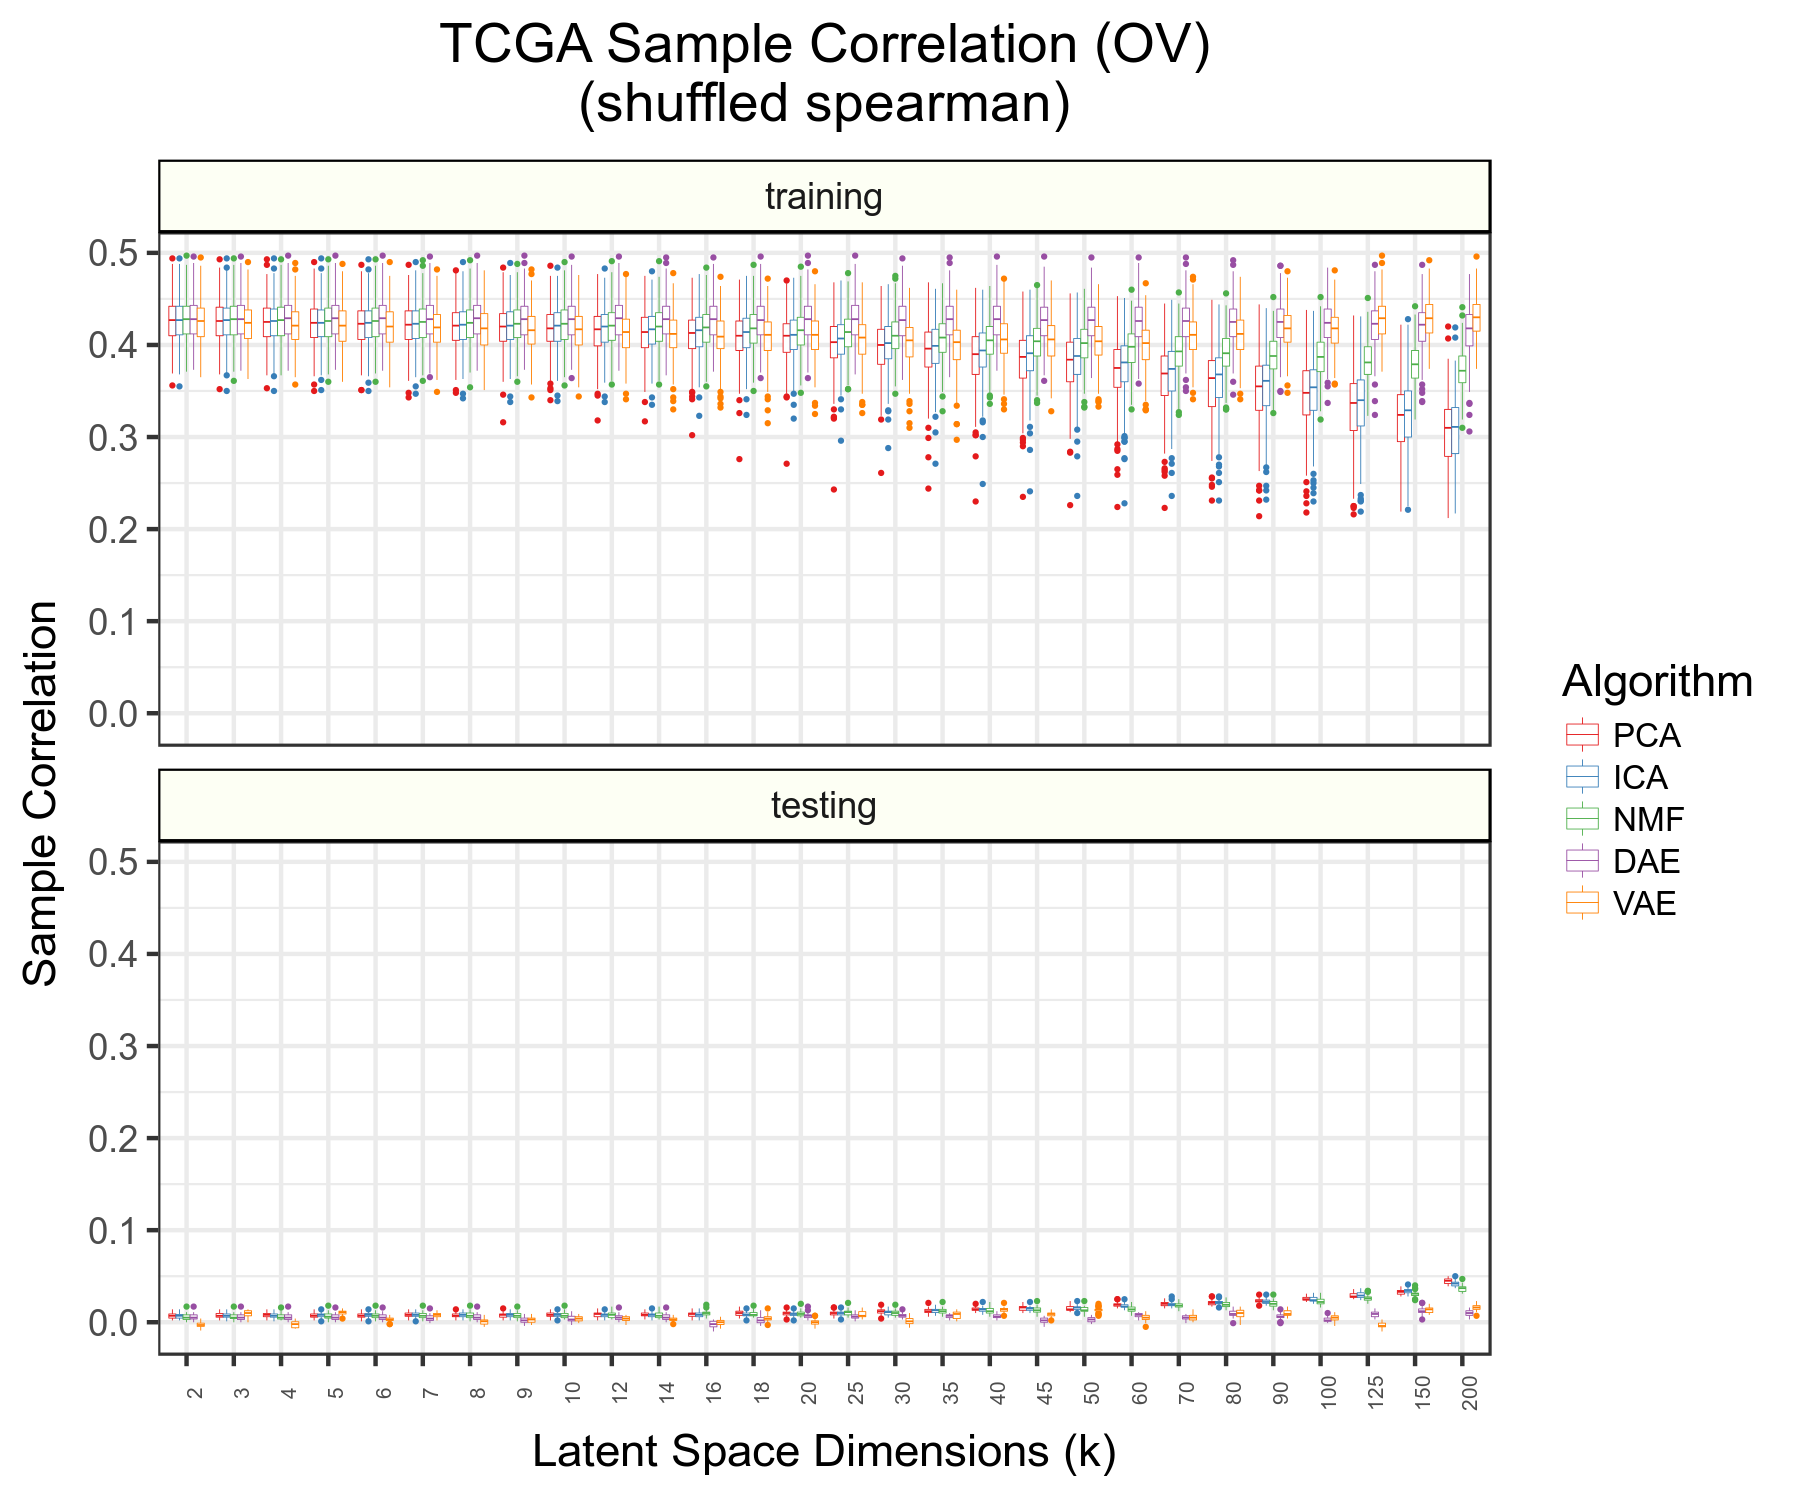 TCGA Sample Correlation (OV)
(shuffled spearman)
training
0.5
0.4
0.3
0.2
0.1
0.0
testing
0.5
0.4
0.3
0.2
0.1
0.0
Sample Correlation
2 3 4 5 6 7 8 9 10 12 14 16 18 20 25 30 35 40 45 50 60 70 80 90 100 125 150 200
Latent Space Dimensions (k)
Algorithm
PCA
ICA
NMF
DAE
VAE